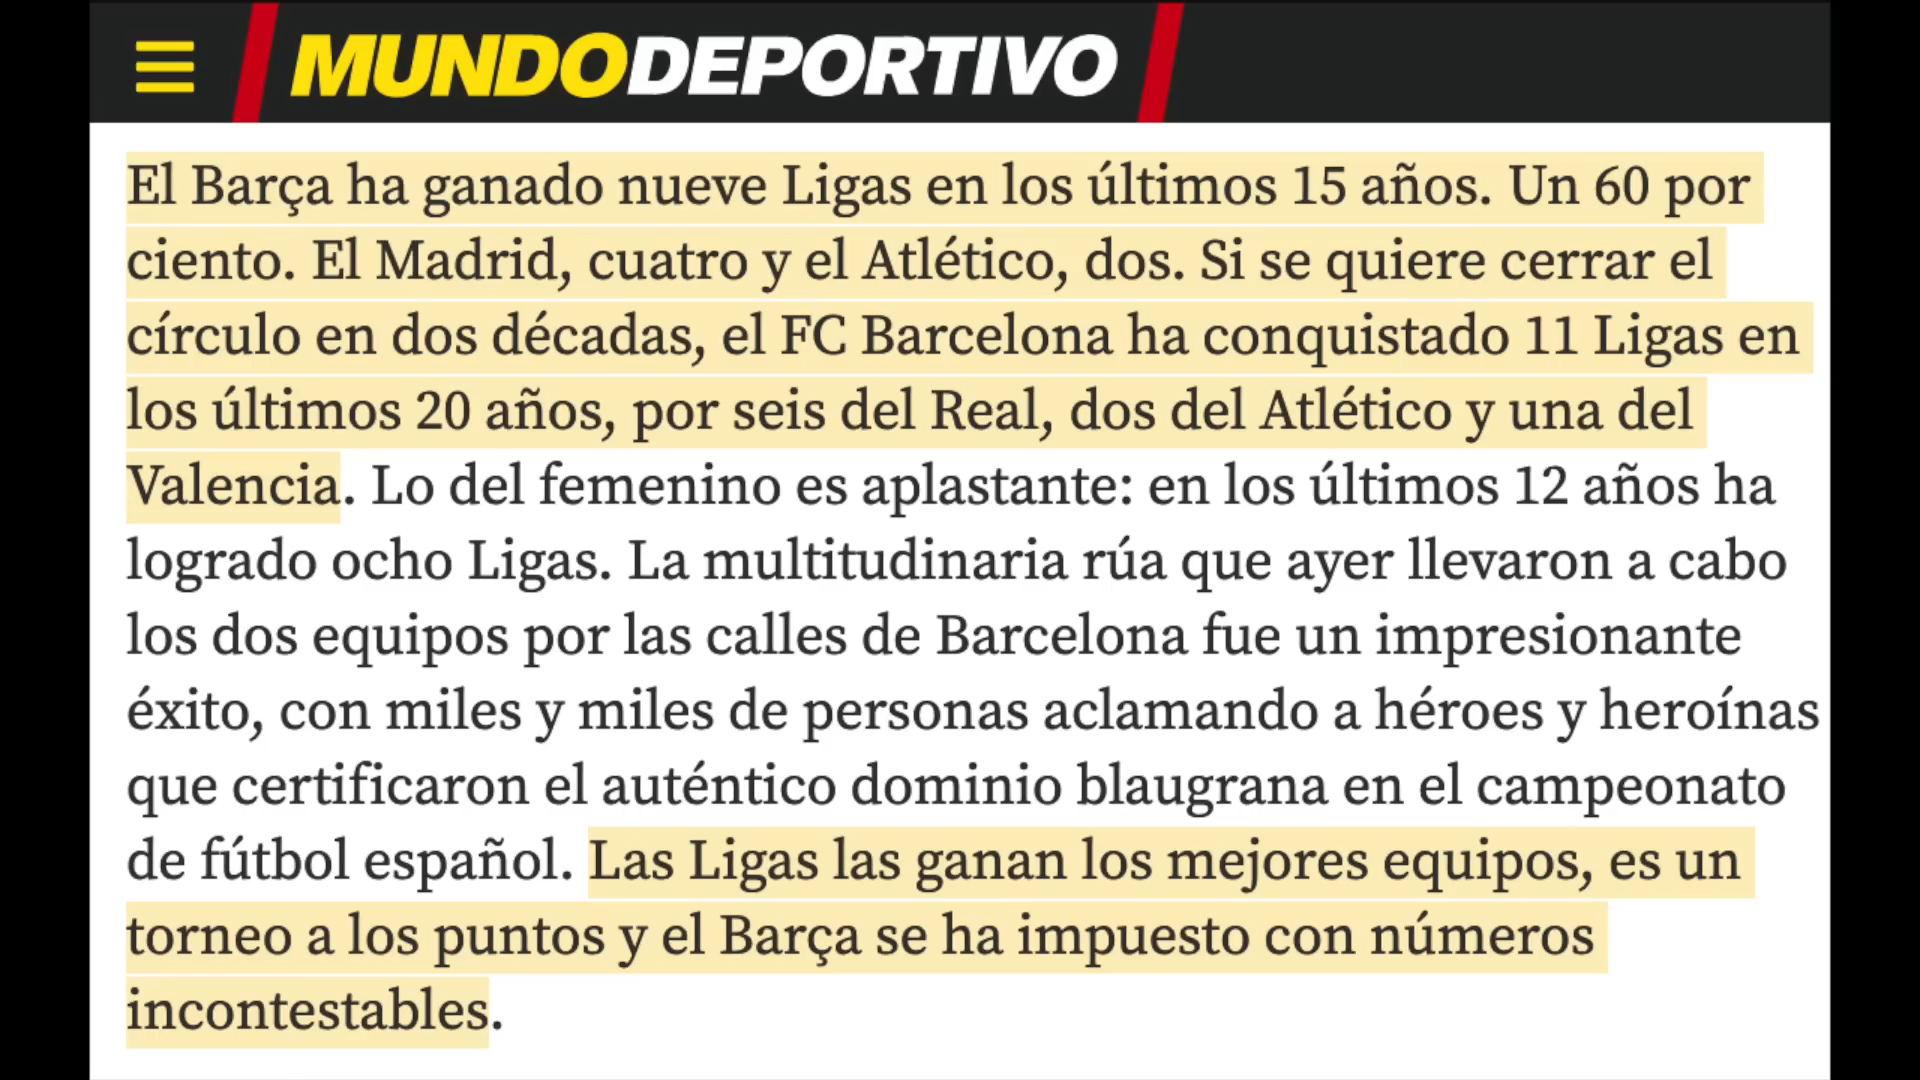 MUNDODEPORTIVO
El Barça ha ganado nueve Ligas en los últimos 15 años. Un 60 por
ciento. El Madrid, cuatro y el Atlético, dos. Si se quiere cerrar el
círculo en dos décadas, el FC Barcelona ha conquistado 11 Ligas en
los últimos 20 años, por seis del Real, dos del Atlético y una del
Valencia. Lo del femenino es aplastante: en los últimos 12 años ha
logrado ocho Ligas. La multitudinaria rúa que ayer llevaron a cabo
los dos equipos por las calles de Barcelona fue un impresionante
éxito, con miles y miles de personas aclamando a héroes y heroínas
que certificaron el auténtico dominio blaugrana en el campeonato
de fútbol español. Las Ligas las ganan los mejores equipos, es un
torneo a los puntos y el Barça se ha impuesto con números
incontestables.